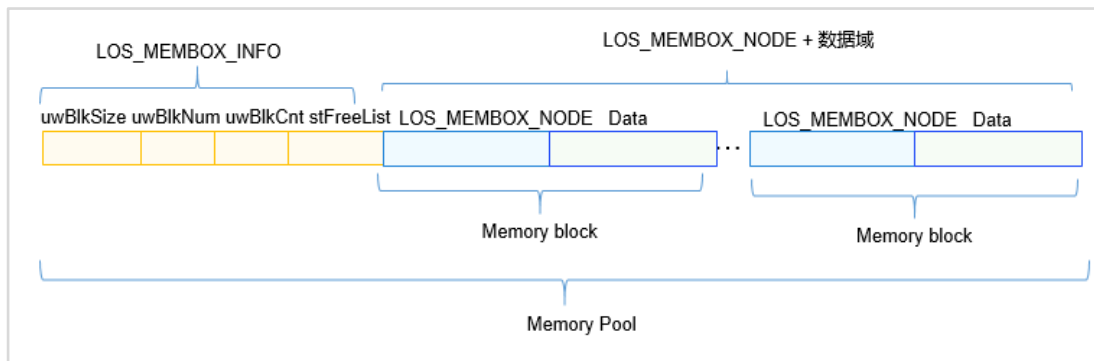 LOS_MEMBOX_INFO
LOS_MEMBOX_NODE + 数据域
uwBlkSize uwBlkNum uwBlkCnt stFreeList LOS_MEMBOX_NODE Data
LOS_MEMBOX_NODE Data
...
Memory block
Memory block
Memory Pool